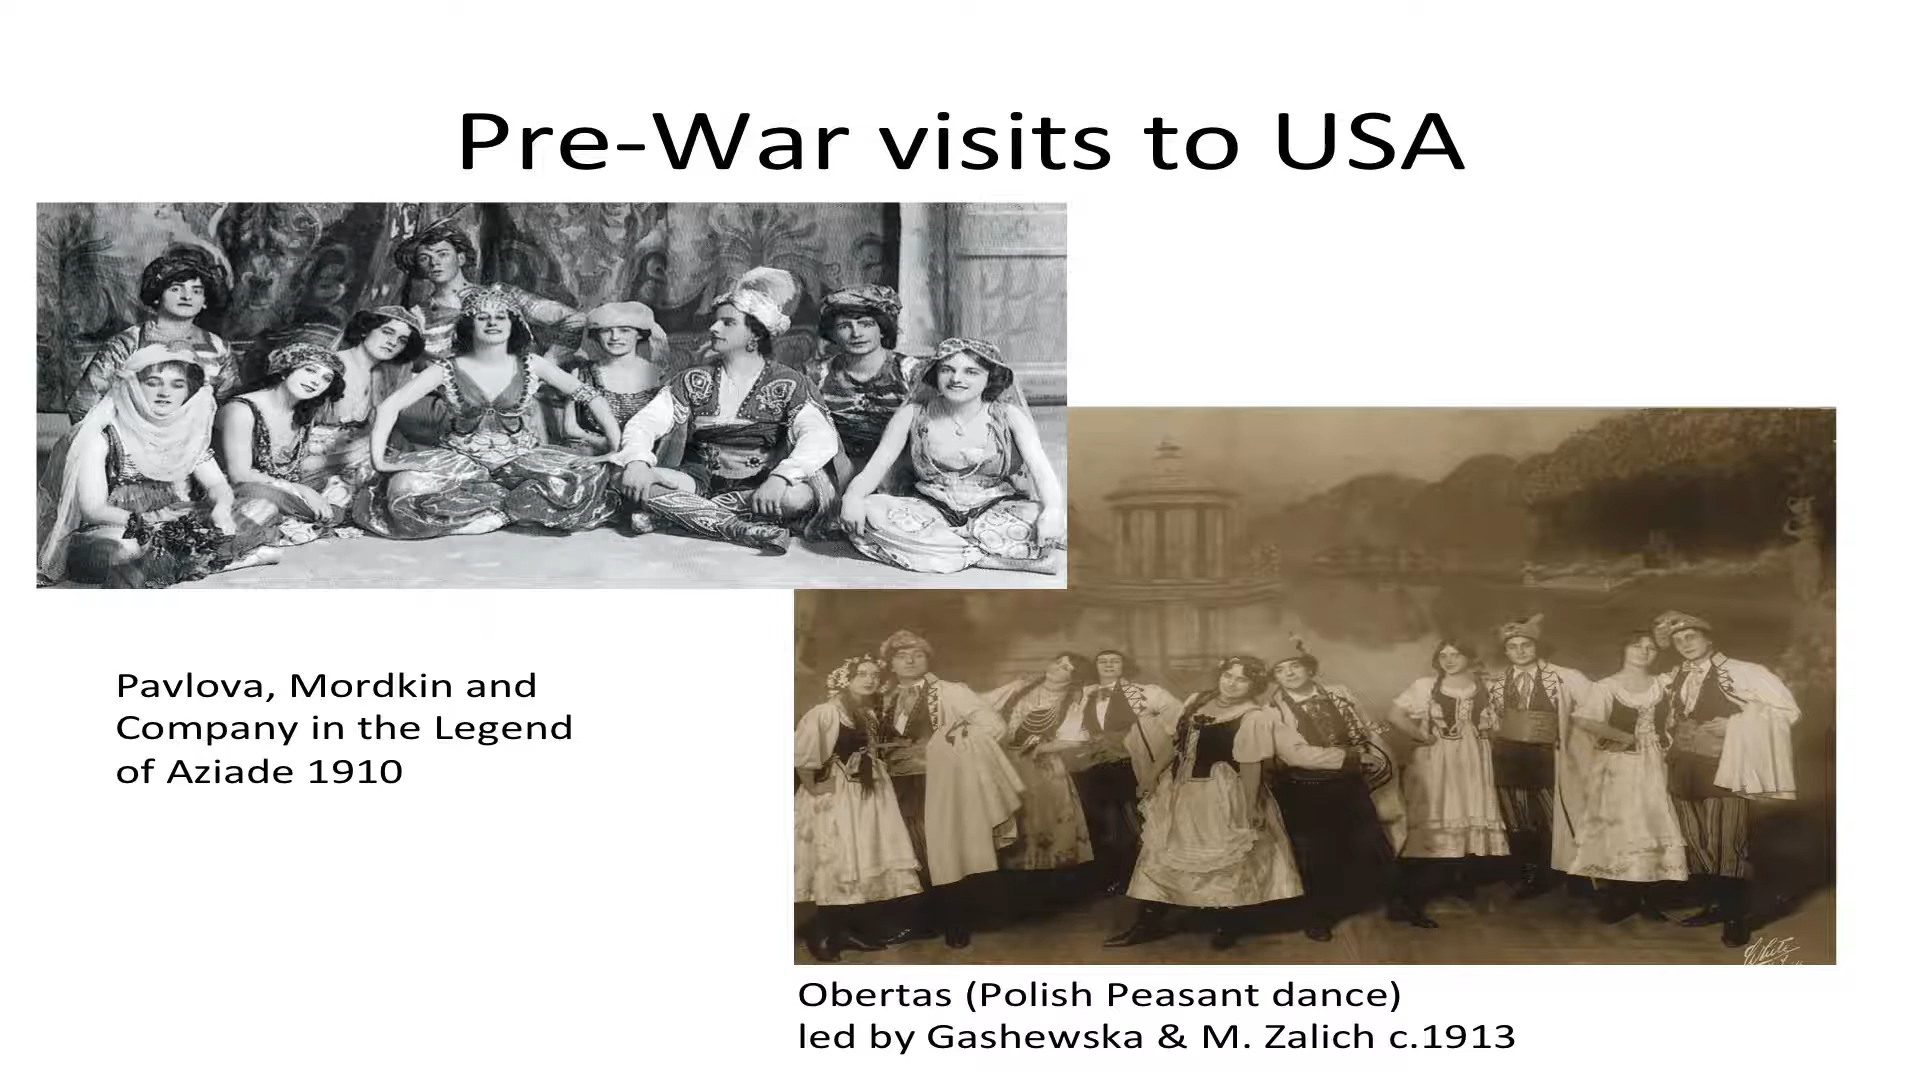 Pre-War visits to USA
Pavlova, Mordkin and
Company in the Legend
of Aziade 1910
White
Obertas (Polish Peasant dance)
led by Gashewska & M. Zalich c.1913